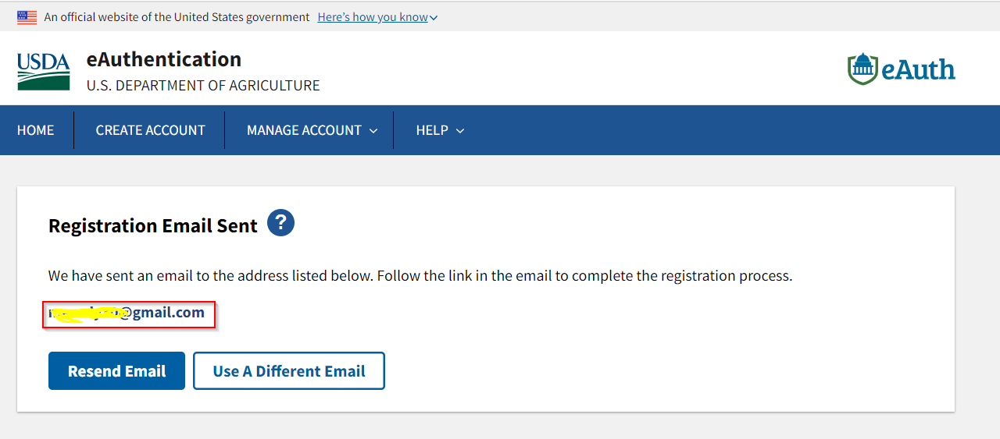 An official website of the United States government Here's how you know
USDA
eAuthentication
U.S. DEPARTMENT OF AGRICULTURE
eAuth
HOME CREATE ACCOUNT MANAGE ACCOUNT HELP
Registration Email Sent ?
We have sent an email to the address listed below. Follow the link in the email to complete the registration process.
@gmail.com
Resend Email Use A Different Email